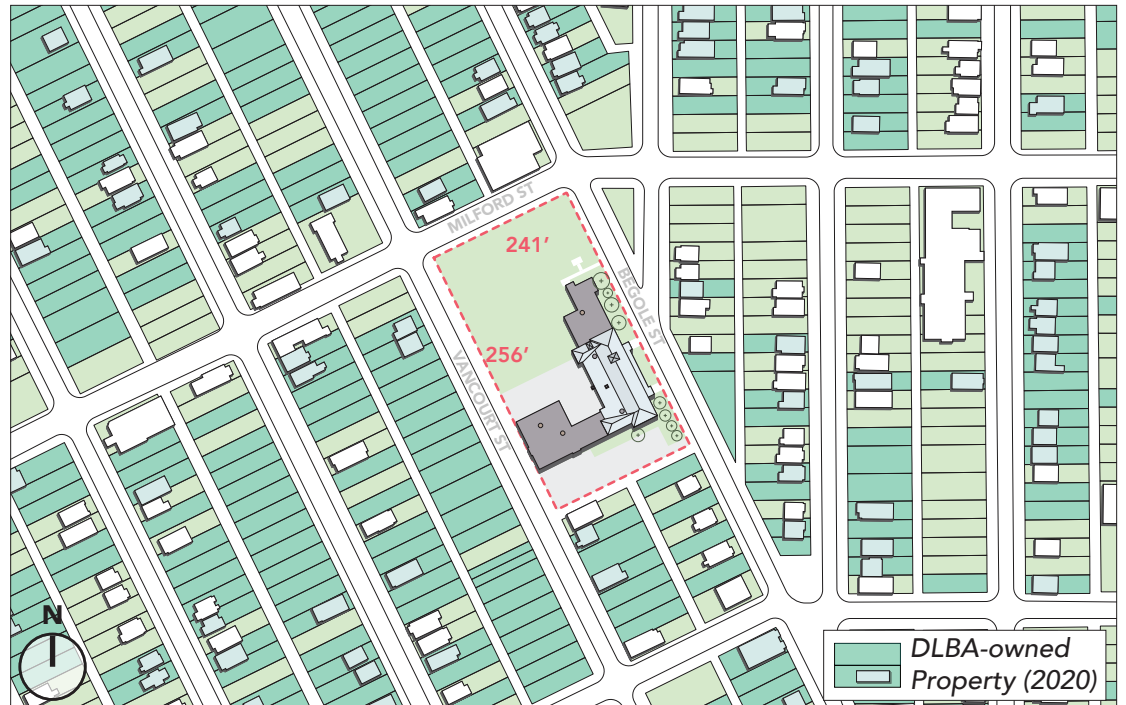 MILFORD ST
241’
BEGOLE ST
256’
VANCOURT ST
N
DLBA-owned
Property (2020)